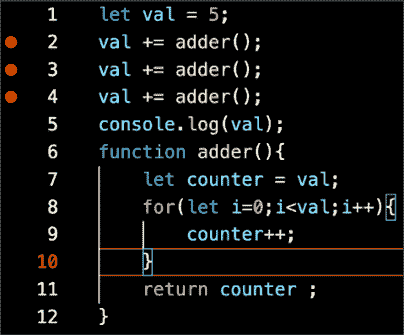 1 let val = 5;
2 val += adder();
3 val += adder();
4 val += adder();
5 console.log(val);
6 function adder(){
7 let counter = val;
8 for(let i=0;i<val;i++){
9 counter++;
10 }
11 return counter ;
12 }